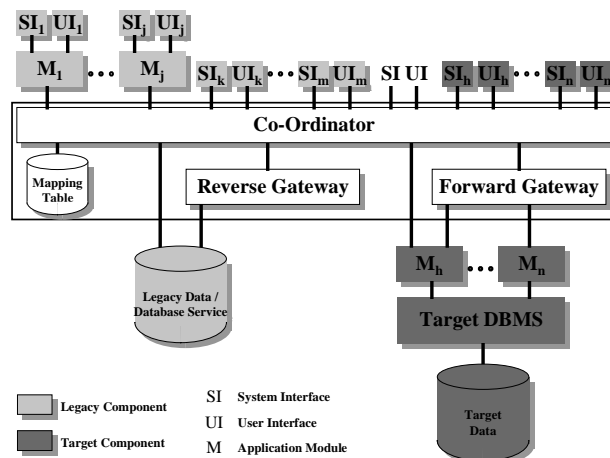 SI1 UI1 SIj UIj
M1 ••• Mj SIk UIk ••• SIm UIm SI UI SIh UIh ••• SIn UIn
Co-Ordinator
Mapping
Table
Reverse Gateway
Forward Gateway
Mh ••• Mn
Legacy Data /
Database Service
Target DBMS
Target
Data
Legacy Component
Target Component
SI System Interface
UI User Interface
M Application Module